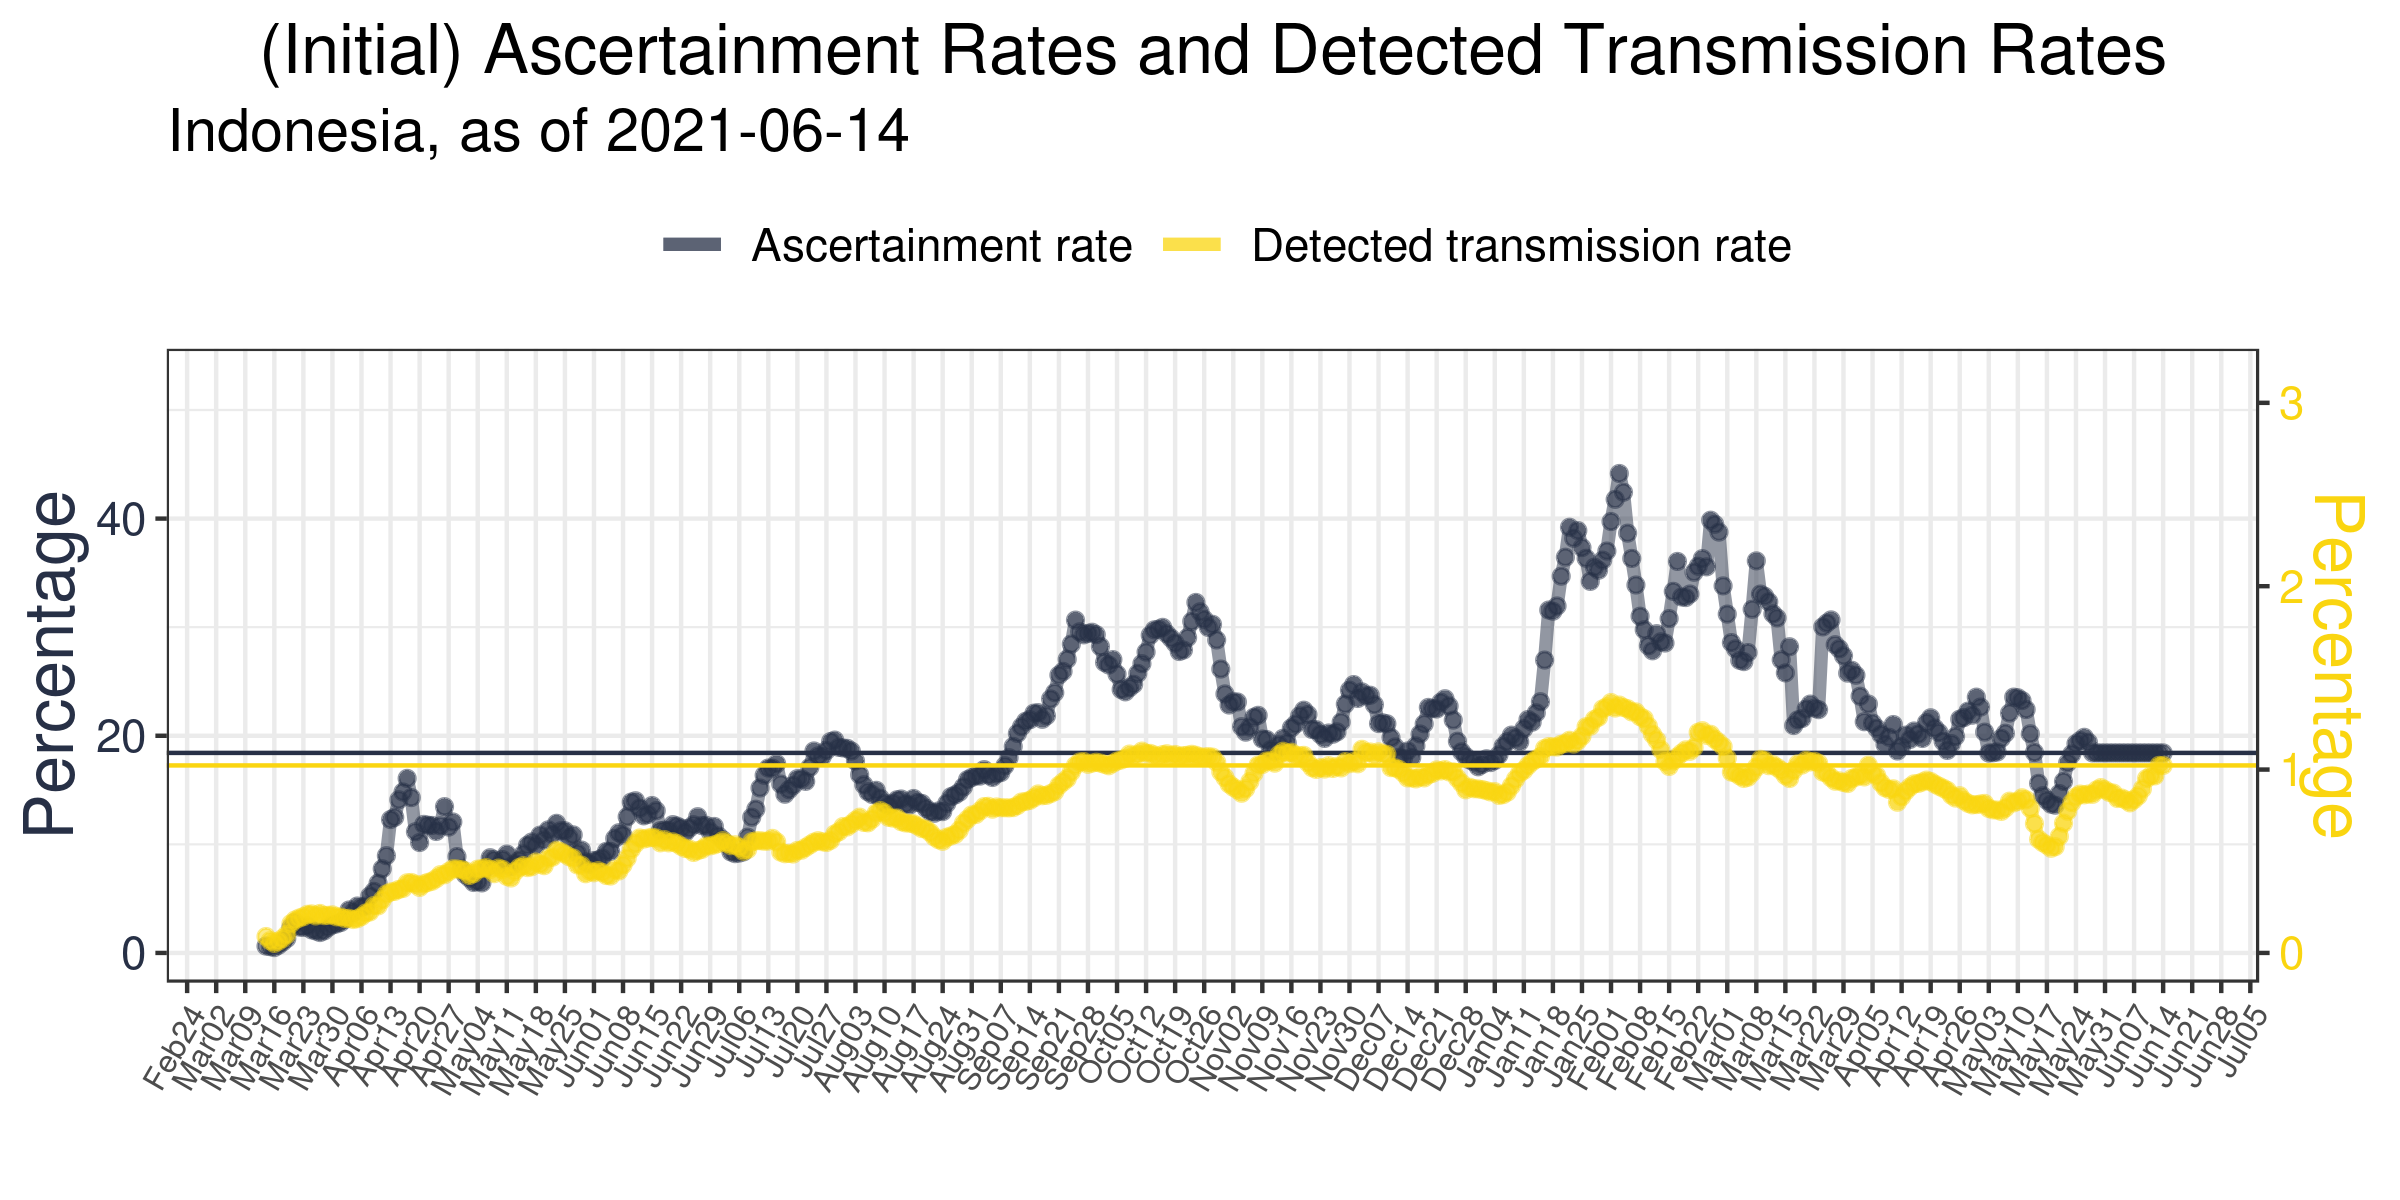 (Initial) Ascertainment Rates and Detected Transmission Rates
Indonesia, as of 2021-06-14
Ascertainment rate
Detected transmission rate
Percentage
40
20
0
3
2
1
0
Percentage
Feb24
Mar02
Mar09
Mar16
Mar23
Mar30
Apr06
Apr13
Apr20
Apr27
May04
May11
May18
May25
Jun01
Jun08
Jun15
Jun22
Jun29
Jul06
Jul13
Jul20
Jul27
Aug03
Aug10
Aug17
Aug24
Aug31
Sep07
Sep14
Sep21
Sep28
Oct05
Oct12
Oct19
Oct26
Nov02
Nov09
Nov16
Nov23
Nov30
Dec07
Dec14
Dec21
Dec28
Jan04
Jan11
Jan18
Jan25
Feb01
Feb08
Feb15
Feb22
Mar01
Mar08
Mar15
Mar22
Mar29
Apr05
Apr12
Apr19
Apr26
May03
May10
May17
May24
May31
Jun07
Jun14
Jun21
Jun28
Jul05